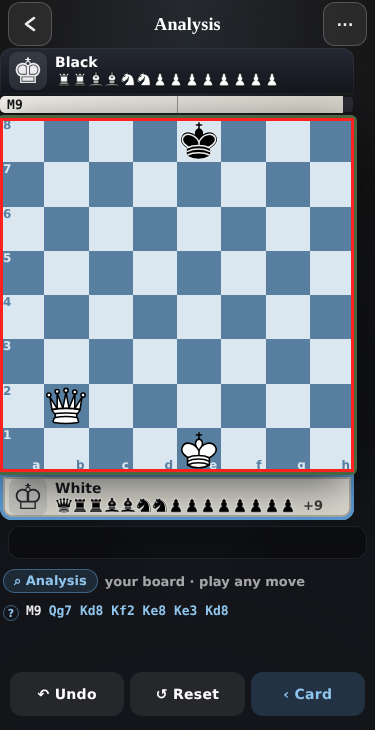 Analysis
...
Black
M9
8
7
6
5
4
3
2
1
a b c d e f g h
White
+9
Analysis your board · play any move
? M9 Qg7 Kd8 Kf2 Ke8 Ke3 Kd8
↶ Undo
↺ Reset
‹ Card